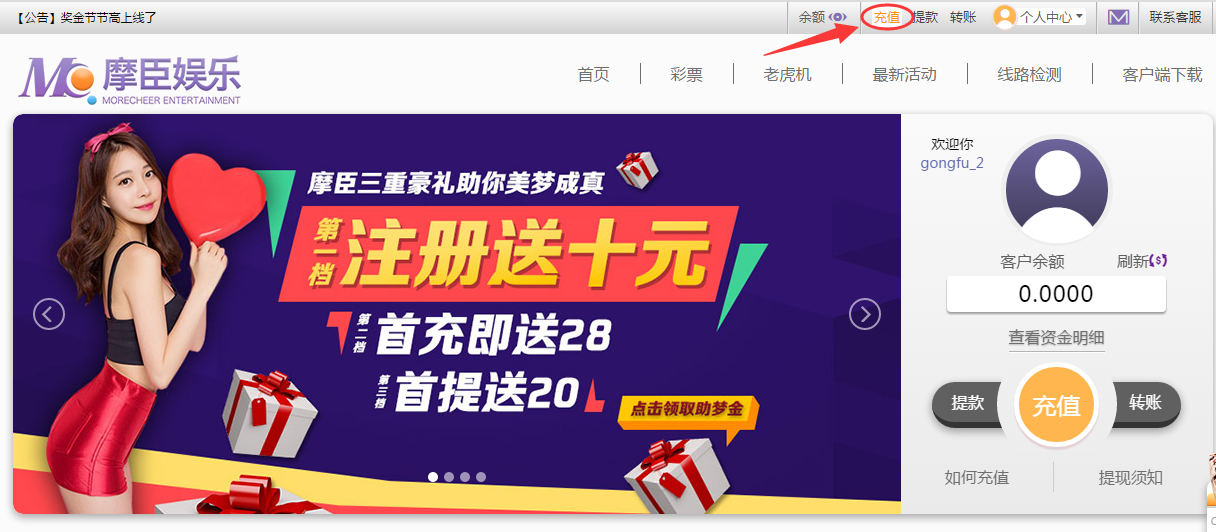 【公告】奖金节节高上线了
余额
充值
提款
转账
个人中心
联系客服
摩臣娱乐
MORECHEER ENTERTAINMENT
首页
彩票
老虎机
最新活动
线路检测
客户端下载
摩臣三重豪礼助你美梦成真
第一档
注册送十元
第二档
首充即送28
第三档
首提送20
点击领取助梦金
欢迎你
gongfu_2
客户余额
刷新
0.0000
查看资金明细
提款
充值
转账
如何充值
提现须知